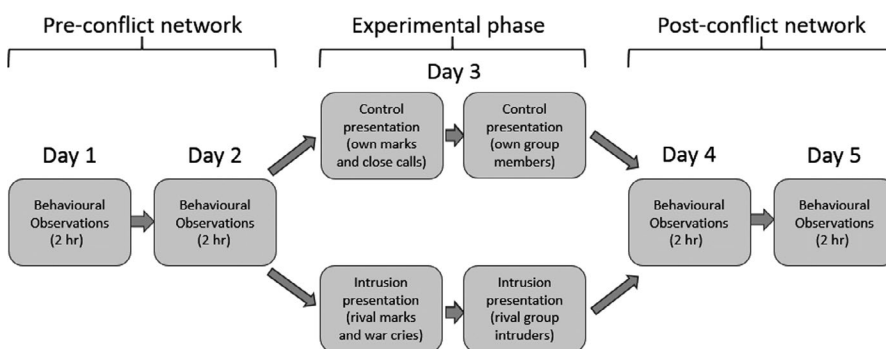 Pre-conflict network
Experimental phase
Post-conflict network
Day 3
Control
presentation
(own marks
and close calls)
Control
presentation
(own group
members)
Day 1
Day 2
Day 4
Day 5
Behavioural
Observations
(2 hr)
Behavioural
Observations
(2 hr)
Behavioural
Observations
(2 hr)
Behavioural
Observations
(2 hr)
Intrusion
presentation
(rival marks
and war cries)
Intrusion
presentation
(rival group
intruders)